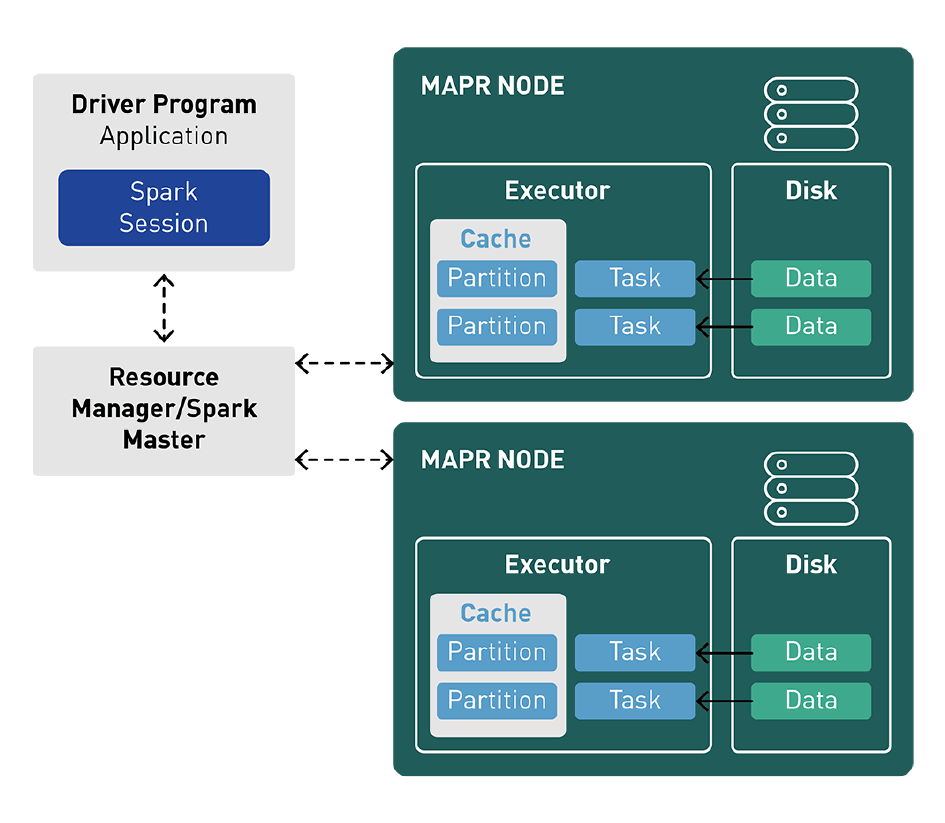 Driver Program
Application
Spark
Session
Resource
Manager/Spark
Master
MAPR NODE
Executor
Disk
Cache
Partition
Task
Data
Partition
Task
Data
MAPR NODE
Executor
Disk
Cache
Partition
Task
Data
Partition
Task
Data